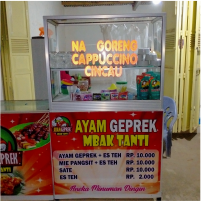 NA GORENG
CAPPUCCINO
CINCAU
AYAM GEPREK
MBAK TANTI
AYAM GEPREK + ES TEH RP. 10.000
MIE PANGSIT + ES TEH RP. 10.000
SATE RP. 10.000
ES TEH RP. 2.000
GEPREK